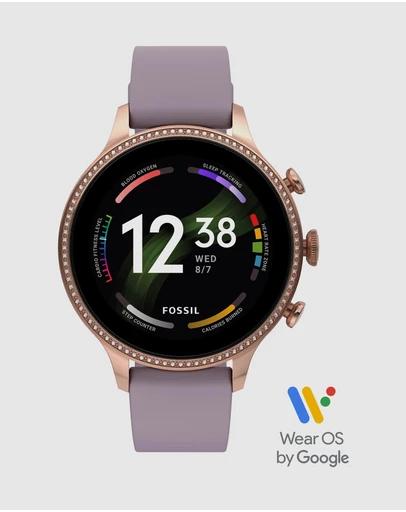 BLOOD OXYGEN
SLEEP TRACKING
CARDIO FITNESS LEVEL
HEART RATE ZONE
12 38
WED
8/7
FOSSIL
STEP COUNTER
CALORIES BURNED
Wear OS
by Google